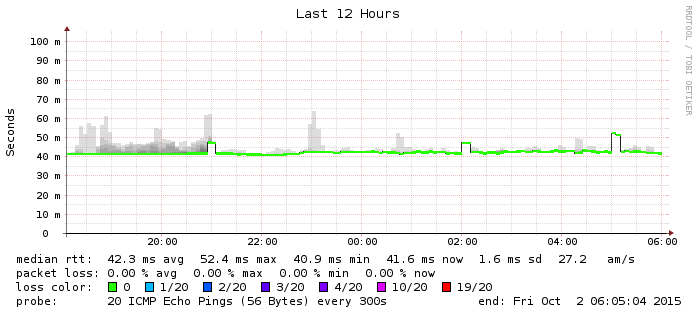 Last 12 Hours
RRDTOOL / TOBI OETIKER
Seconds
100 m
90 m
80 m
70 m
60 m
50 m
40 m
30 m
20 m
10 m
0
20:00 22:00 00:00 02:00 04:00 06:00
median rtt: 42.3 ms avg 52.4 ms max 40.9 ms min 41.6 ms now 1.6 ms sd 27.2 am/s
packet loss: 0.00 % avg 0.00 % max 0.00 % min 0.00 % now
loss color: 0 1/20 2/20 3/20 4/20 10/20 19/20
probe: 20 ICMP Echo Pings (56 Bytes) every 300s end: Fri Oct 2 06:05:04 2015